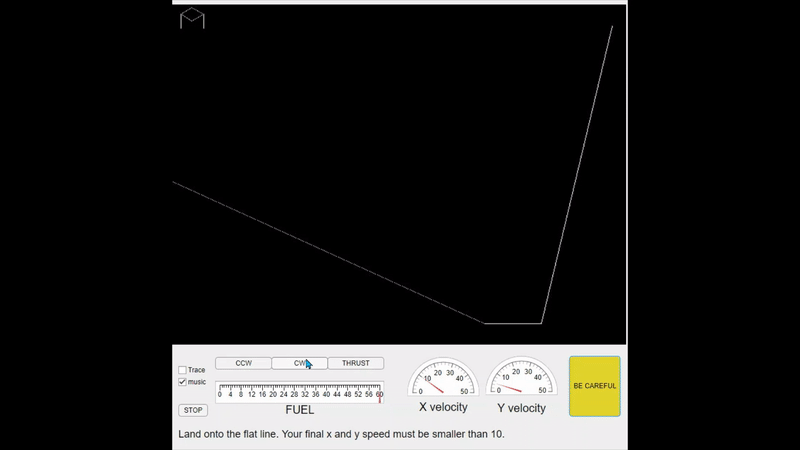 CCW CW THRUST
Trace
music
0 4 8 12 16 20 24 28 32 36 40 44 48 52 56 60
STOP
FUEL
0 10 20 30 40 50
X velocity
0 10 20 30 40 50
Y velocity
BE CAREFUL
Land onto the flat line. Your final x and y speed must be smaller than 10.